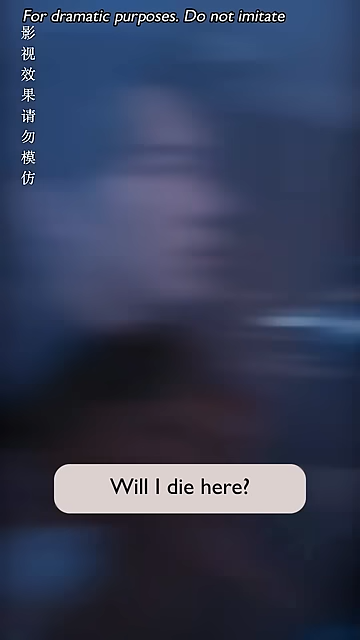 For dramatic purposes. Do not imitate
影视效果请勿模仿
Will I die here?